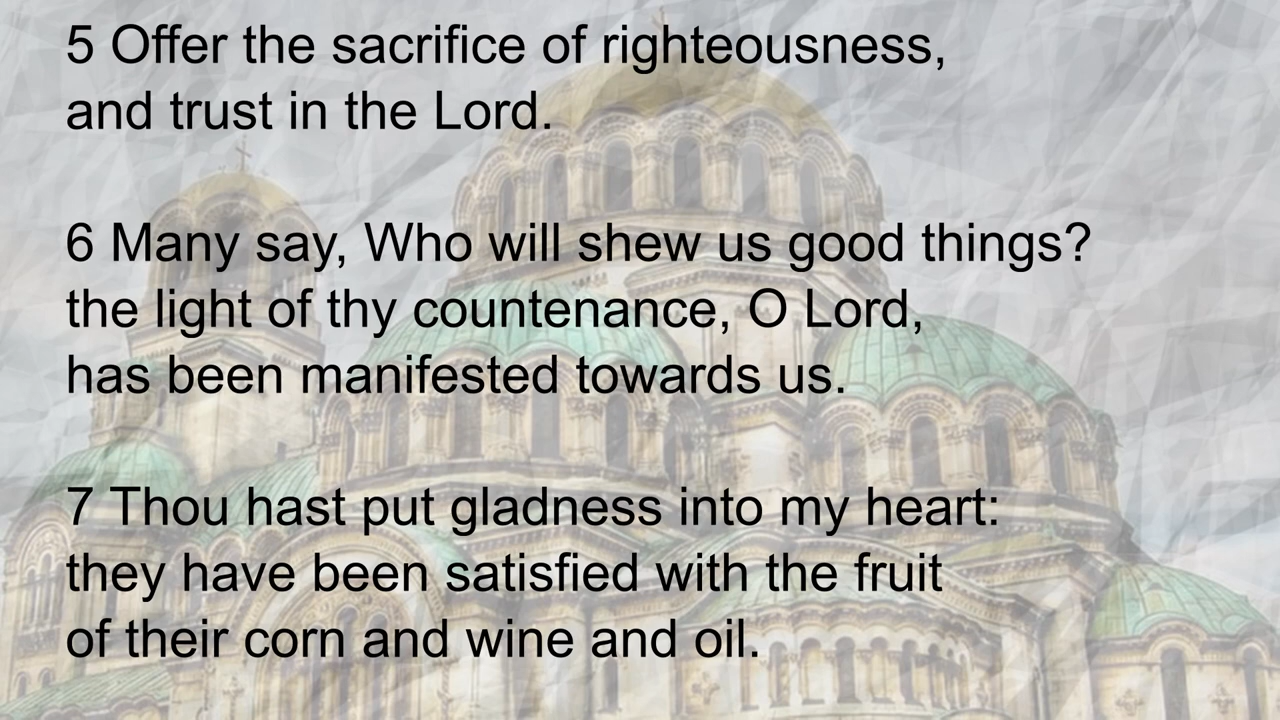 5 Offer the sacrifice of righteousness,
and trust in the Lord.
6 Many say, Who will shew us good things?
the light of thy countenance, O Lord,
has been manifested towards us.
7 Thou hast put gladness into my heart:
they have been satisfied with the fruit
of their corn and wine and oil.